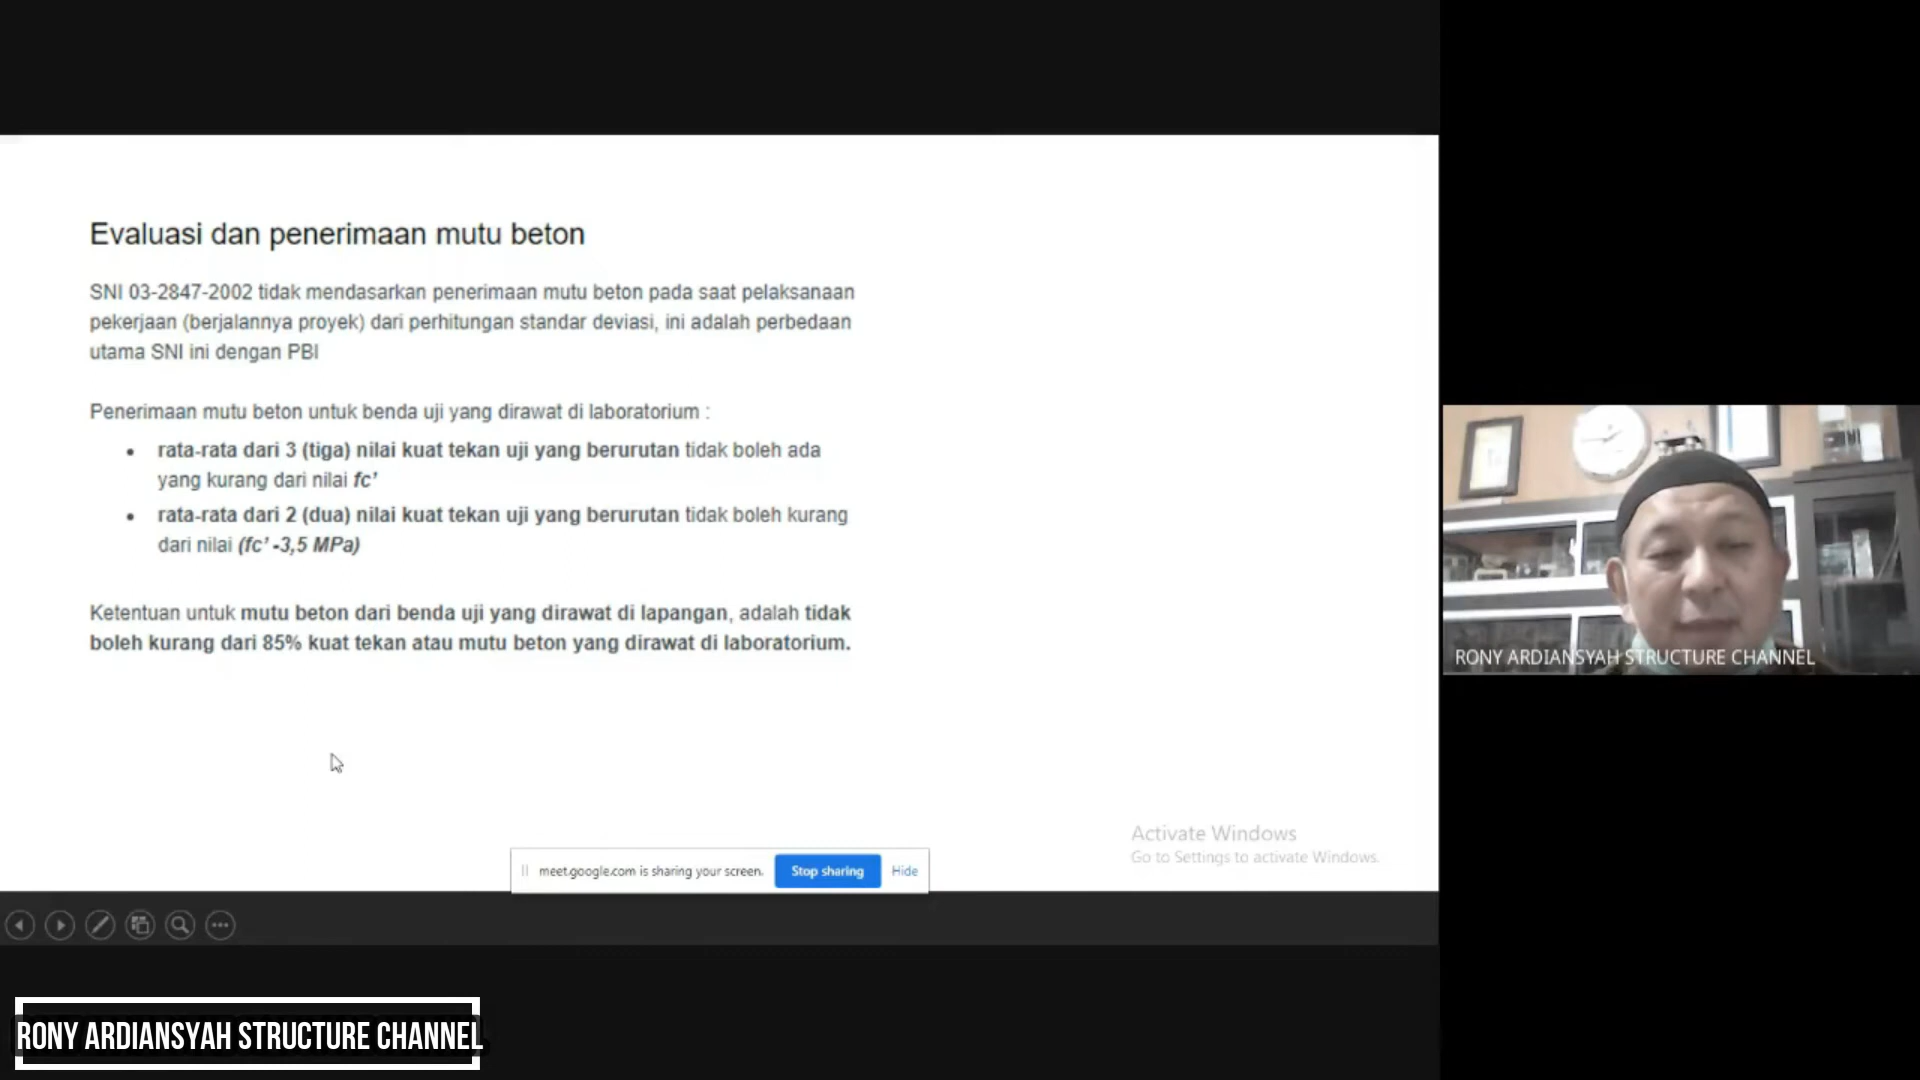 Evaluasi dan penerimaan mutu beton
SNI 03-2847-2002 tidak mendasarkan penerimaan mutu beton pada saat pelaksanaan
pekerjaan (berjalannya proyek) dari perhitungan standar deviasi, ini adalah perbedaan
utama SNI ini dengan PBI
Penerimaan mutu beton untuk benda uji yang dirawat di laboratorium :
• rata-rata dari 3 (tiga) nilai kuat tekan uji yang berurutan tidak boleh ada
yang kurang dari nilai fc'
• rata-rata dari 2 (dua) nilai kuat tekan uji yang berurutan tidak boleh kurang
dari nilai (fc' -3,5 MPa)
Ketentuan untuk mutu beton dari benda uji yang dirawat di lapangan, adalah tidak
boleh kurang dari 85% kuat tekan atau mutu beton yang dirawat di laboratorium.
Activate Windows
Go to Settings to activate Windows.
meet.google.com is sharing your screen.
Stop sharing
Hide
RONY ARDIANSYAH STRUCTURE CHANNEL
RONY ARDIANSYAH STRUCTURE CHANNEL